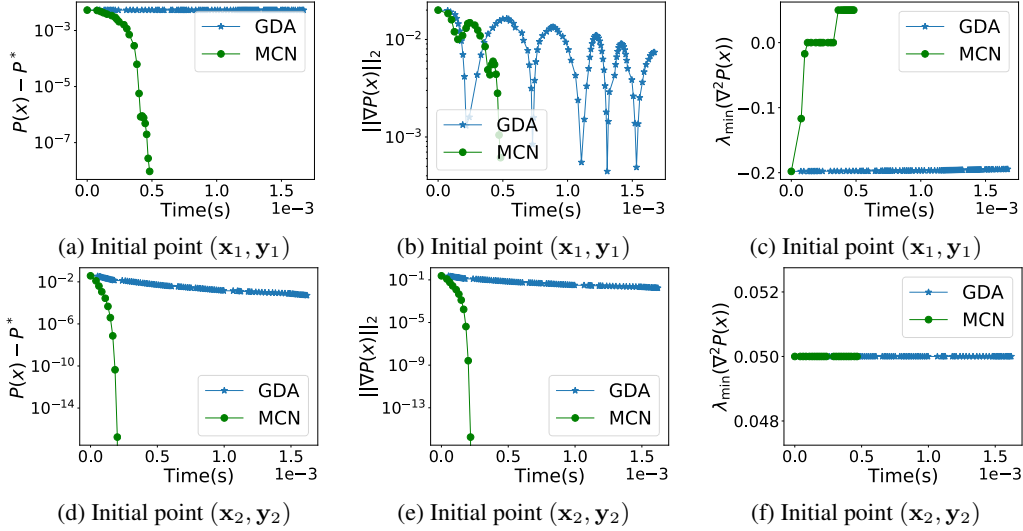 10⁻³
10⁻⁵
10⁻⁷
P(x) − P*
GDA
MCN
0.0 0.5 1.0 1.5
Time(s)
1e−3
(a) Initial point (x₁, y₁)
10⁻²
10⁻³
||∇P(x)||₂
GDA
MCN
0.0 0.5 1.0 1.5
Time(s)
1e−3
(b) Initial point (x₁, y₁)
0.0
−0.1
−0.2
λmin(∇²P(x))
GDA
MCN
0.0 0.5 1.0 1.5
Time(s)
1e−3
(c) Initial point (x₁, y₁)
10⁻²
10⁻⁶
10⁻¹⁰
10⁻¹⁴
P(x) − P*
GDA
MCN
0.0 0.5 1.0 1.5
Time(s)
1e−3
(d) Initial point (x₂, y₂)
10⁻¹
10⁻⁵
10⁻⁹
10⁻¹³
||∇P(x)||₂
GDA
MCN
0.0 0.5 1.0 1.5
Time(s)
1e−3
(e) Initial point (x₂, y₂)
0.052
0.050
0.048
λmin(∇²P(x))
GDA
MCN
0.0 0.5 1.0 1.5
Time(s)
1e−3
(f) Initial point (x₂, y₂)